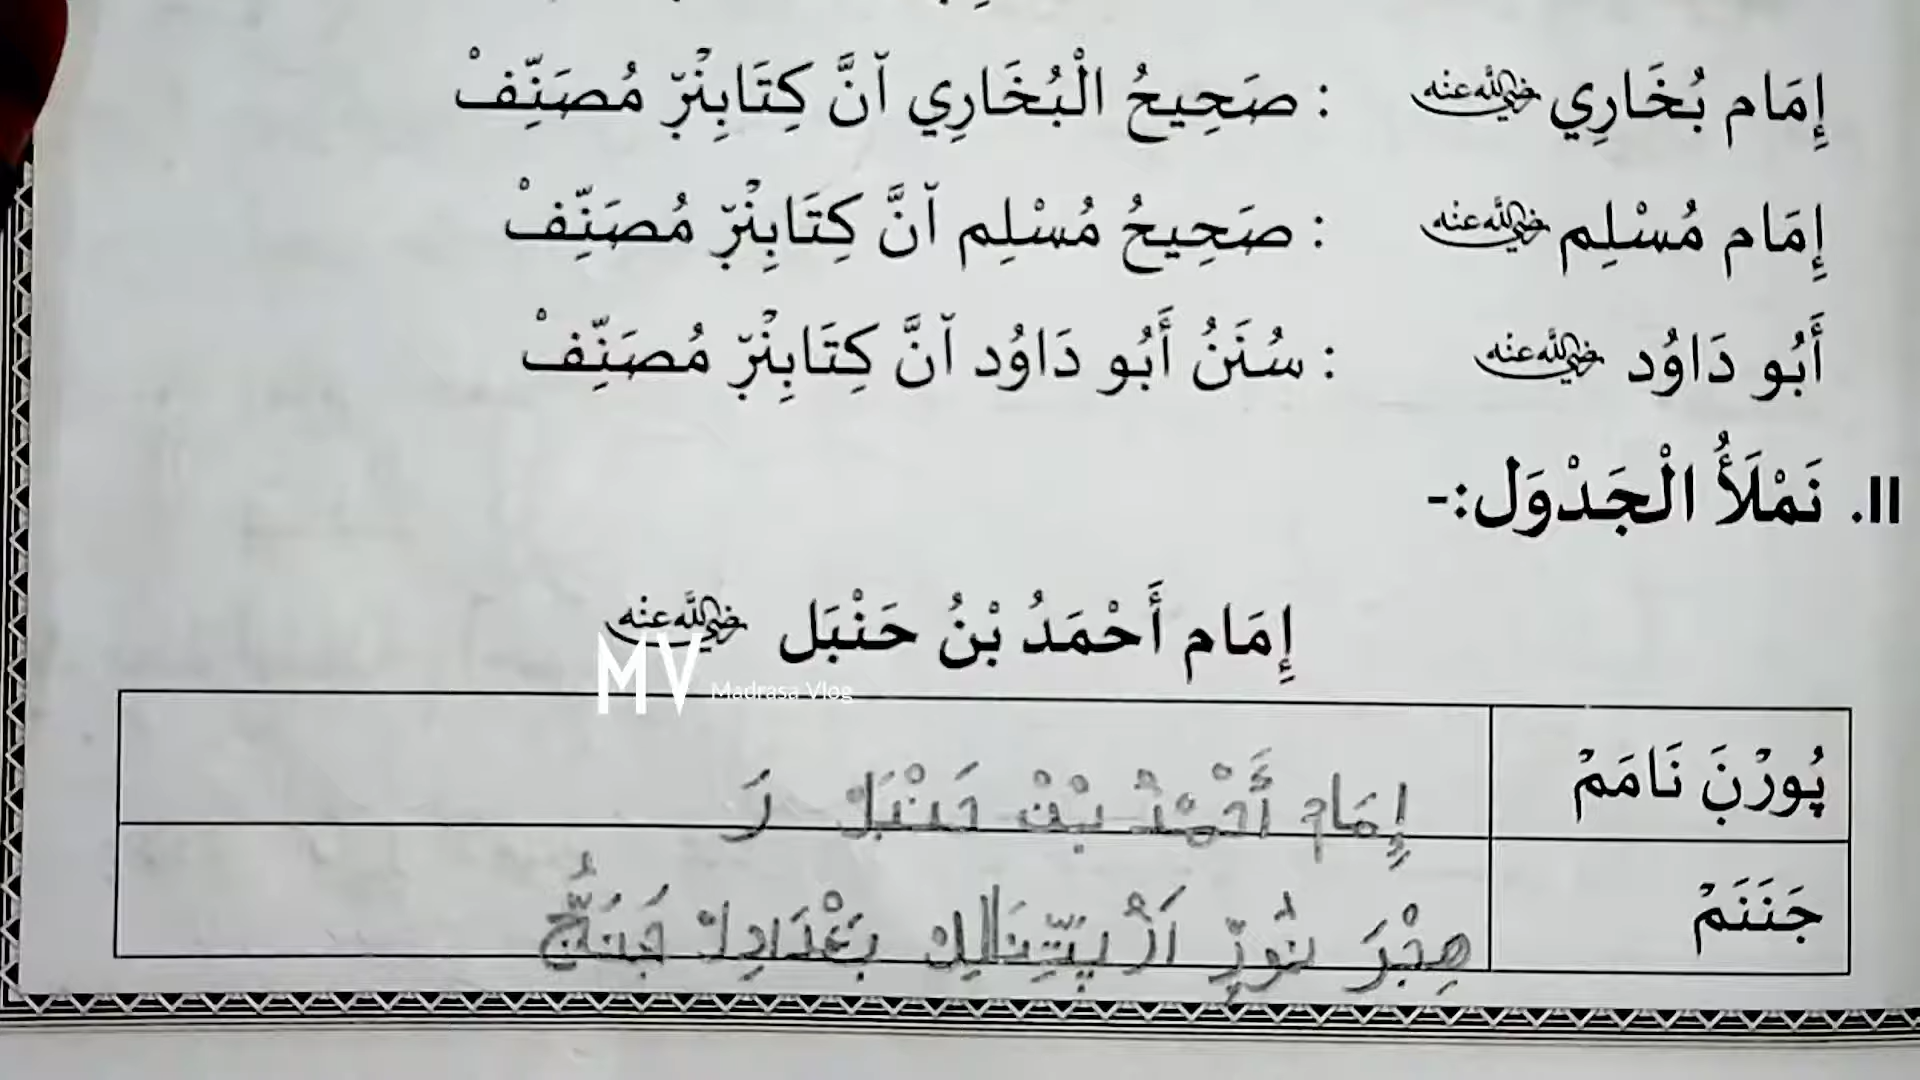 إِمَام بُخَارِي رضي الله عنه : صَحِيحُ الْبُخَارِي آنَّ كِتَابِنْرٜ مُصَنِّفْ
إِمَام مُسْلِم رضي الله عنه : صَحِيحُ مُسْلِم آنَّ كِتَابِنْرٜ مُصَنِّفْ
أَبُو دَاوُد رضي الله عنه : سُنَنُ أَبُو دَاوُد آنَّ كِتَابِنْرٜ مُصَنِّفْ
II. نَمْلَأُ الْجَدْوَل:-
إِمَام أَحْمَدُ بْنُ حَنْبَل رضي الله عنه
MV Madrasa Vlog
پُورْنَ نَامَمْ إِمَام أَحْمَدْ بْنْ حَنْبَلْ رَ
جَنَنَمْ هِجْرَ بَغْدَادِلْ جَنِچُّ